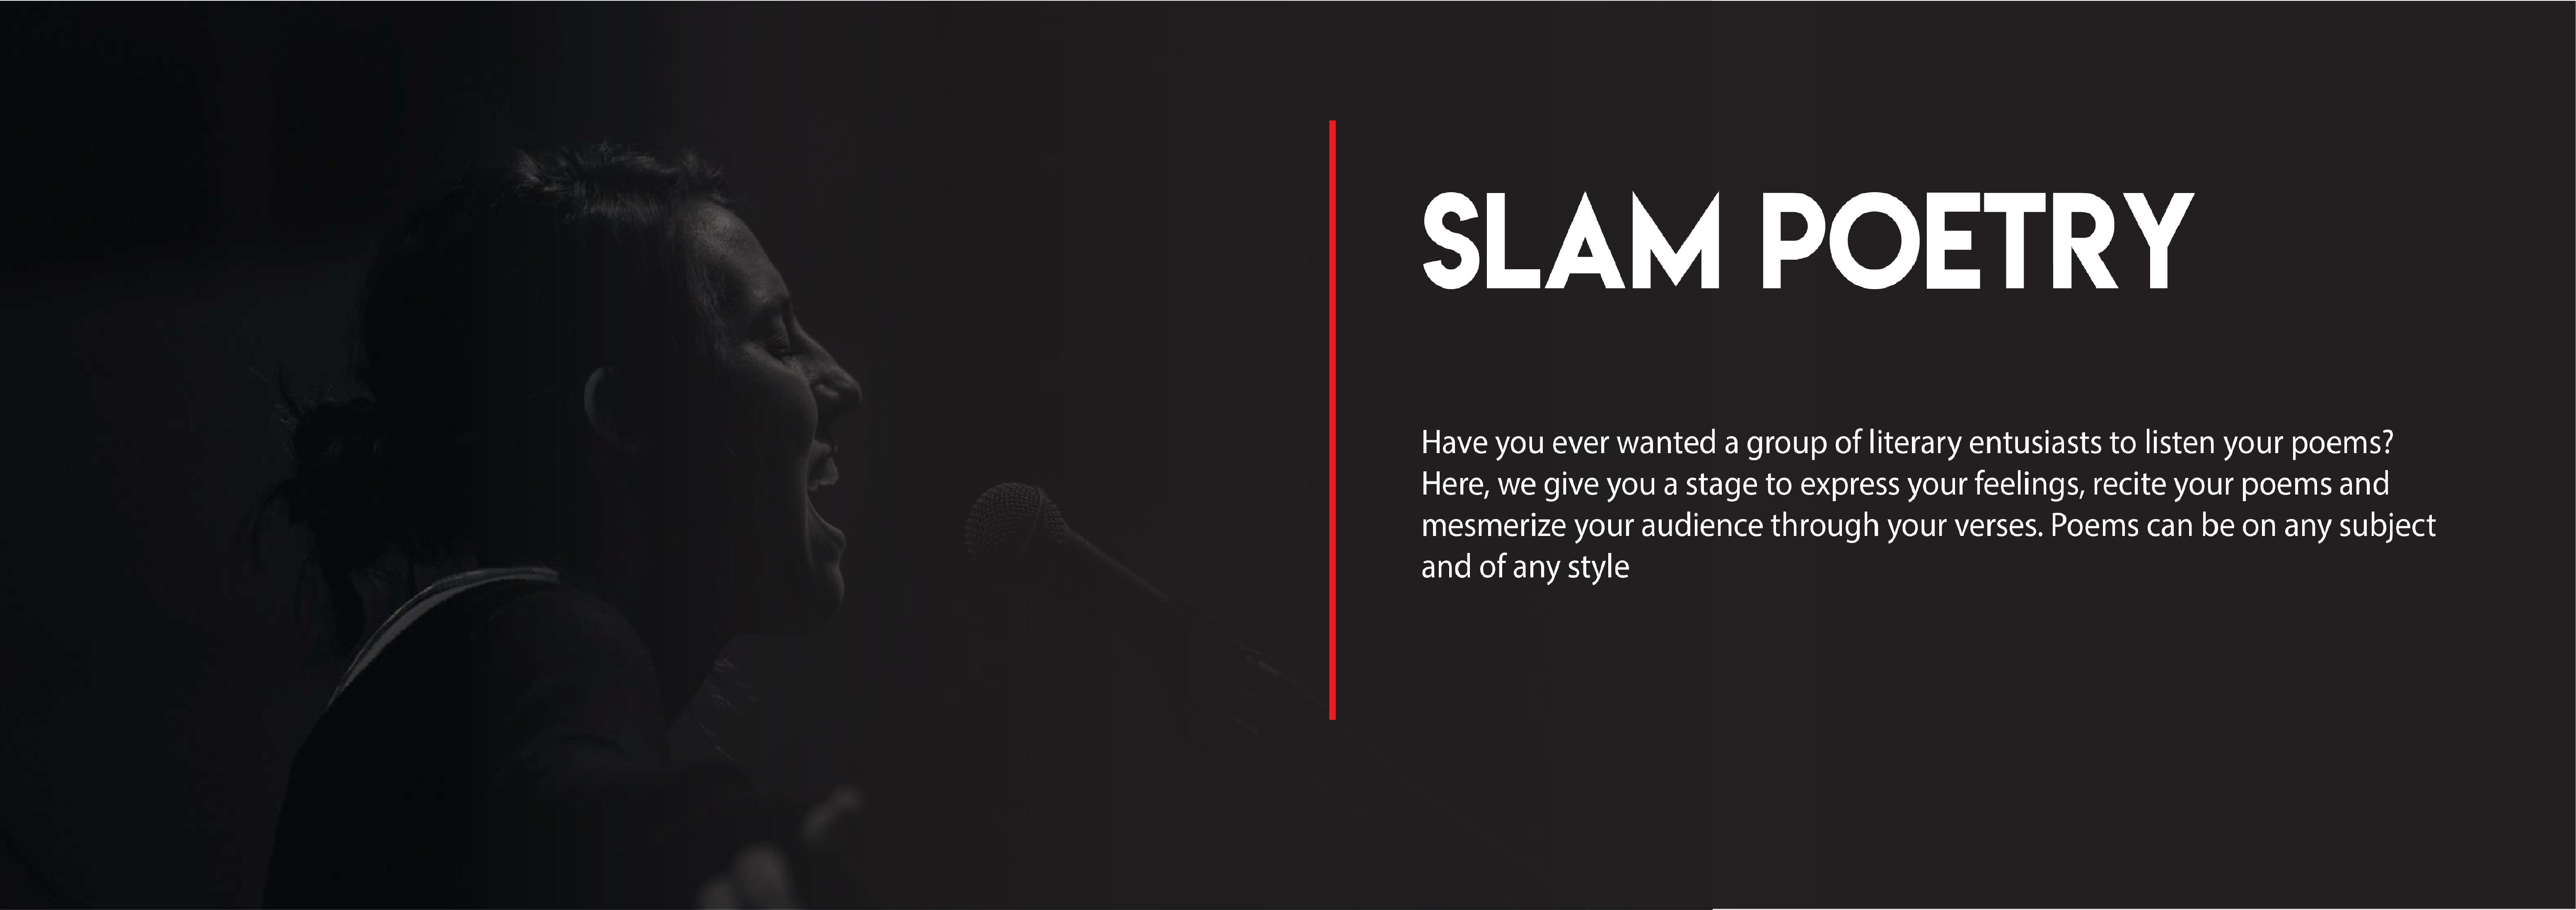 SLAM POETRY
Have you ever wanted a group of literary entusiasts to listen your poems?
Here, we give you a stage to express your feelings, recite your poems and
mesmerize your audience through your verses. Poems can be on any subject
and of any style